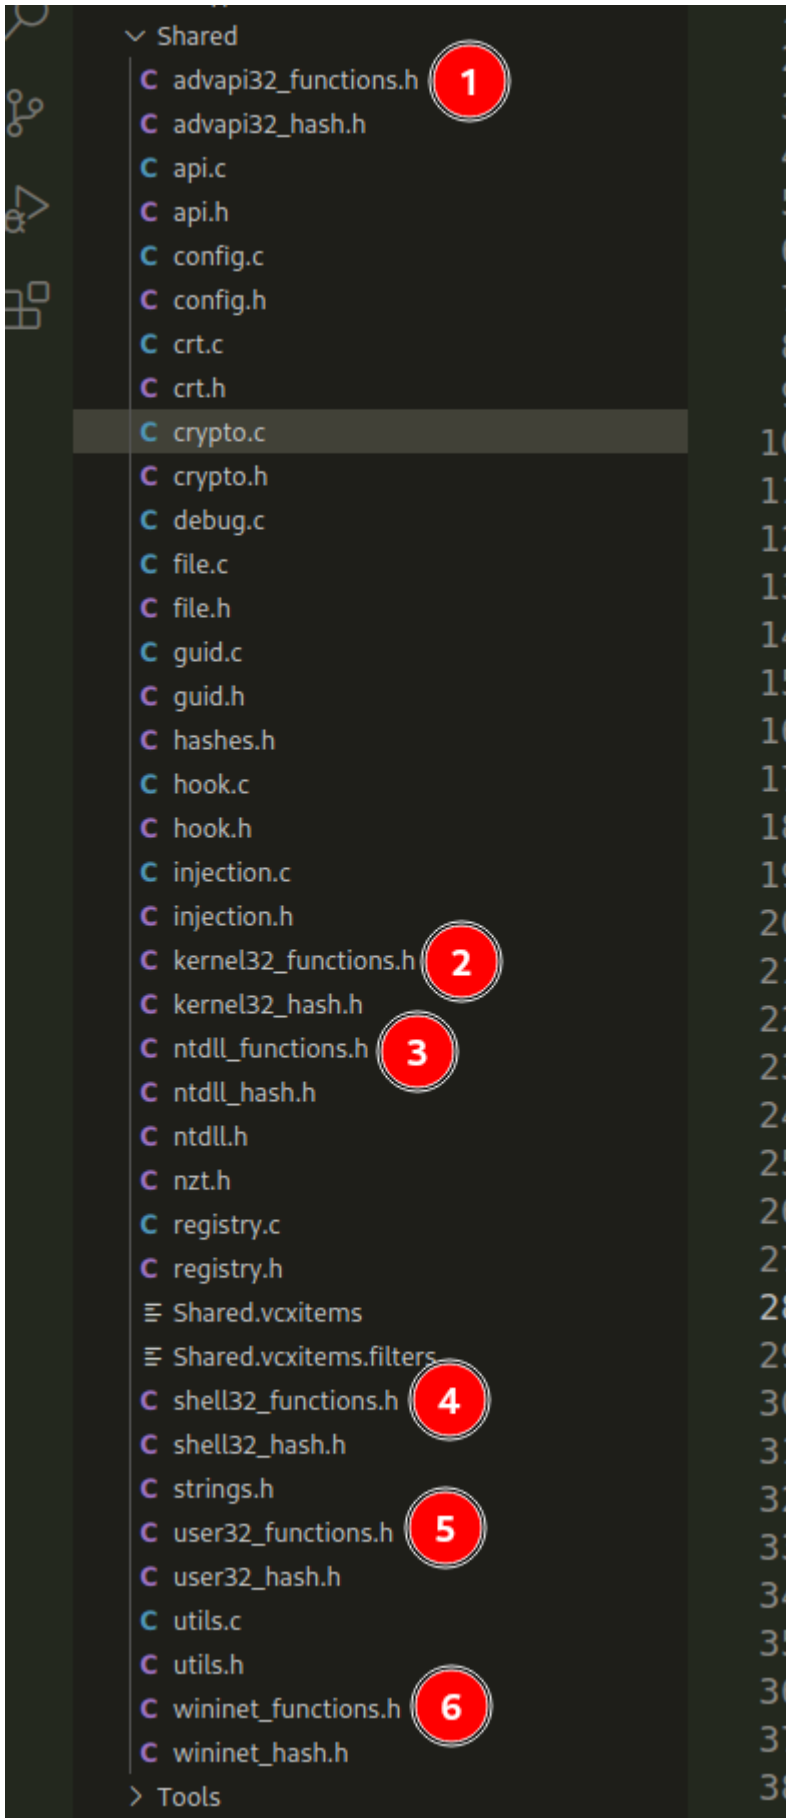 Shared
C advapi32_functions.h 1
C advapi32_hash.h
C api.c
C api.h
C config.c
C config.h
C crt.c
C crt.h
C crypto.c
C crypto.h
C debug.c
C file.c
C file.h
C guid.c
C guid.h
C hashes.h
C hook.c
C hook.h
C injection.c
C injection.h
C kernel32_functions.h 2
C kernel32_hash.h
C ntdll_functions.h 3
C ntdll_hash.h
C ntdll.h
C nzt.h
C registry.c
C registry.h
Shared.vcxitems
Shared.vcxitems.filters
C shell32_functions.h 4
C shell32_hash.h
C strings.h
C user32_functions.h 5
C user32_hash.h
C utils.c
C utils.h
C wininet_functions.h 6
C wininet_hash.h
Tools